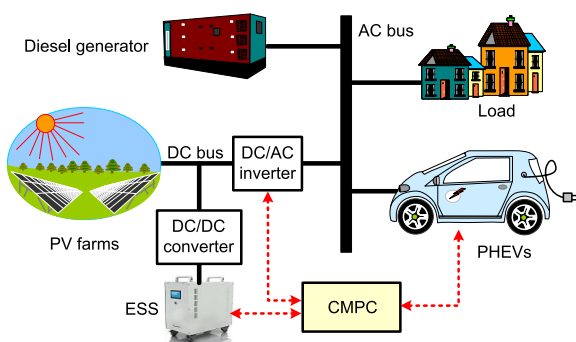 Diesel generator
AC bus
Load
DC bus
DC/AC
inverter
PV farms
DC/DC
converter
PHEVs
ESS
CMPC